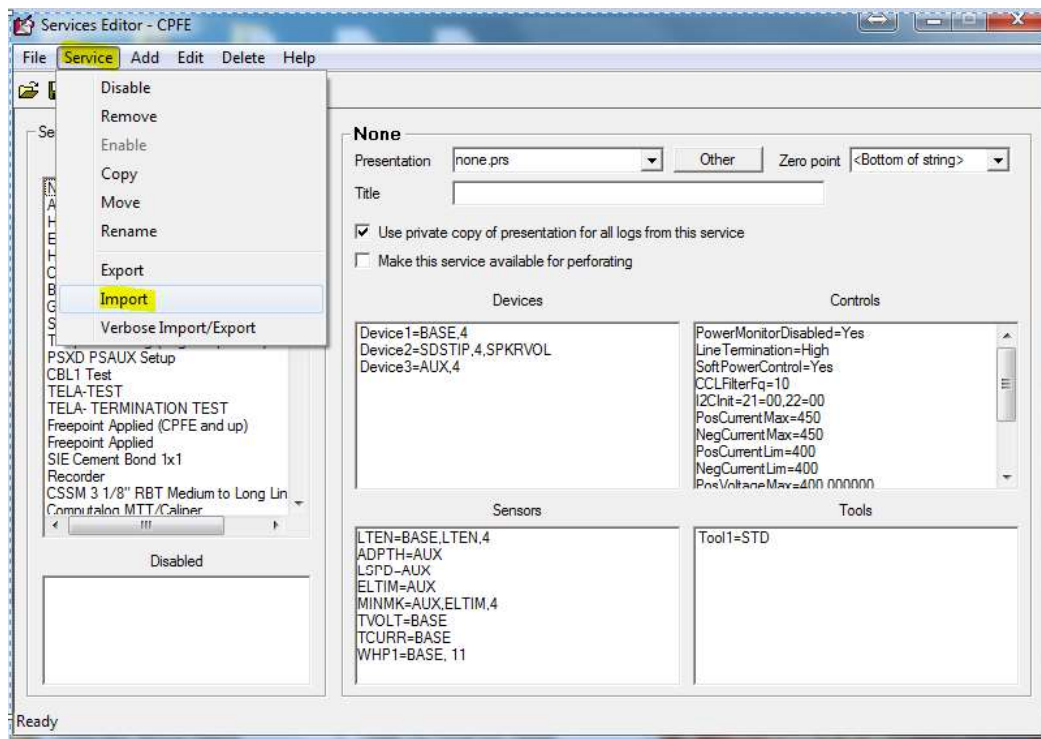 Services Editor - CPFE
File Service Add Edit Delete Help
Disable
Remove
Enable
Copy
Move
Rename
Export
Import
Verbose Import/Export
Se
N
A
H
E
H
C
B
G
S
T
PSXD PSAUX Setup
CBL1 Test
TELA-TEST
TELA- TERMINATION TEST
Freepoint Applied (CPFE and up)
Freepoint Applied
SIE Cement Bond 1x1
Recorder
CSSM 3 1/8" RBT Medium to Long Lin
Computalog MTT/Caliper
Disabled
None
Presentation none.prs Other Zero point <Bottom of string>
Title
Use private copy of presentation for all logs from this service
Make this service available for perforating
Devices
Device1=BASE,4
Device2=SDSTIP,4,SPKRVOL
Device3=AUX,4
Controls
PowerMonitorDisabled=Yes
LineTermination=High
SoftPowerControl=Yes
CCLFilterFq=10
I2CInit=21=00,22=00
PosCurrentMax=450
NegCurrentMax=450
PosCurrentLim=400
NegCurrentLim=400
PosVoltageMax=400.000000
Sensors
LTEN=BASE,LTEN,4
ADPTH=AUX
LSPD=AUX
ELTIM=AUX
MINMK=AUX,ELTIM,4
TVOLT=BASE
TCURR=BASE
WHP1=BASE, 11
Tools
Tool1=STD
Ready